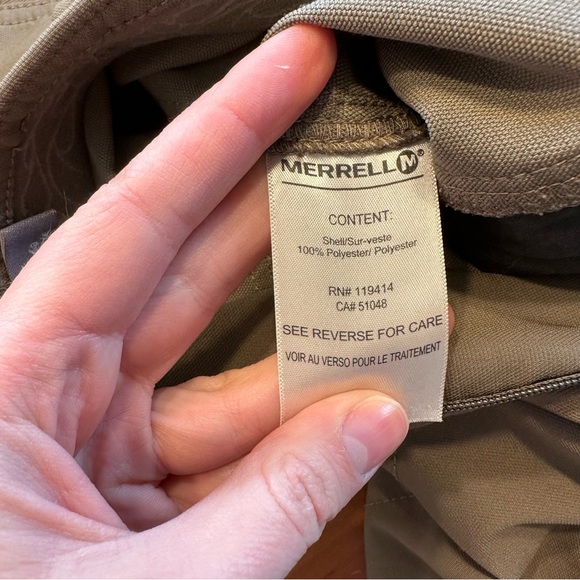 MERRELL M®
CONTENT:
Shell/Sur-veste
100% Polyester/ Polyester
RN# 119414
CA# 51048
SEE REVERSE FOR CARE
VOIR AU VERSO POUR LE TRAITEMENT